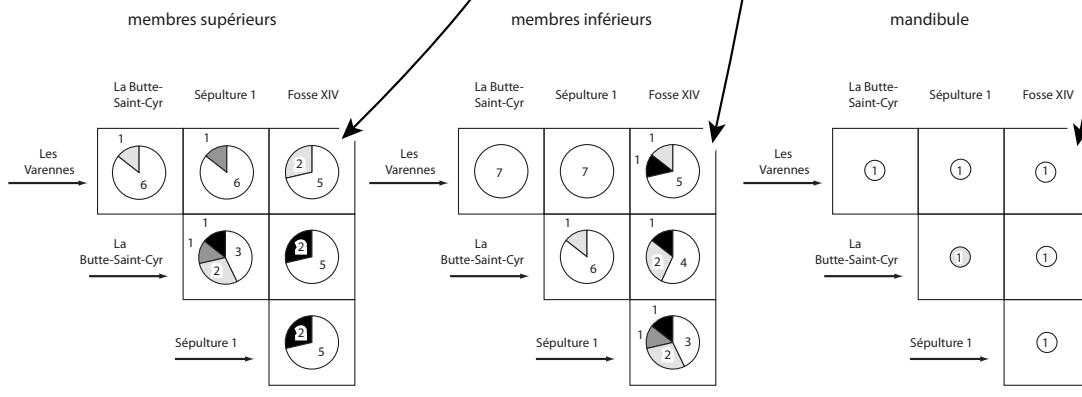 membres supérieurs
La Butte-
Saint-Cyr
Sépulture 1
Fosse XIV
Les
Varennes
1
6
1
6
2
5
La
Butte-Saint-Cyr
1
1
2
3
2
5
Sépulture 1
2
5
membres inférieurs
La Butte-
Saint-Cyr
Sépulture 1
Fosse XIV
Les
Varennes
7
7
1
1
5
La
Butte-Saint-Cyr
1
6
1
2
4
Sépulture 1
1
1
2
3
mandibule
La Butte-
Saint-Cyr
Sépulture 1
Fosse XIV
Les
Varennes
1
1
1
La
Butte-Saint-Cyr
1
1
Sépulture 1
1